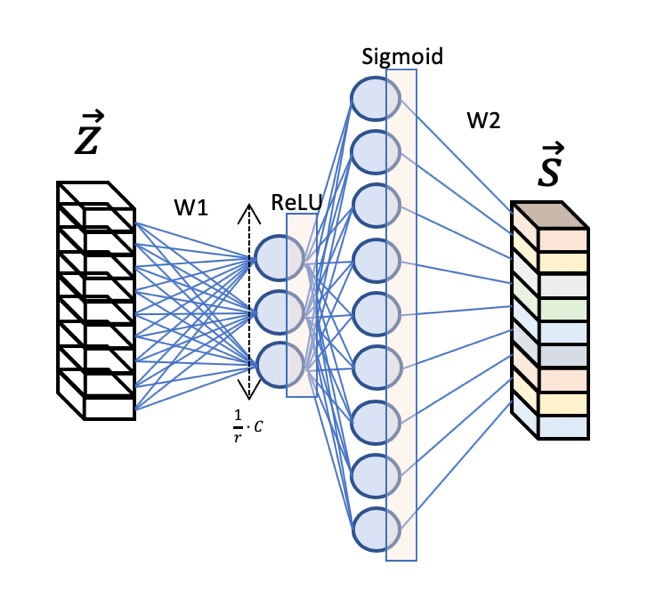 Sigmoid
W2
Z⃗
S⃗
W1
ReLU
1/r · C